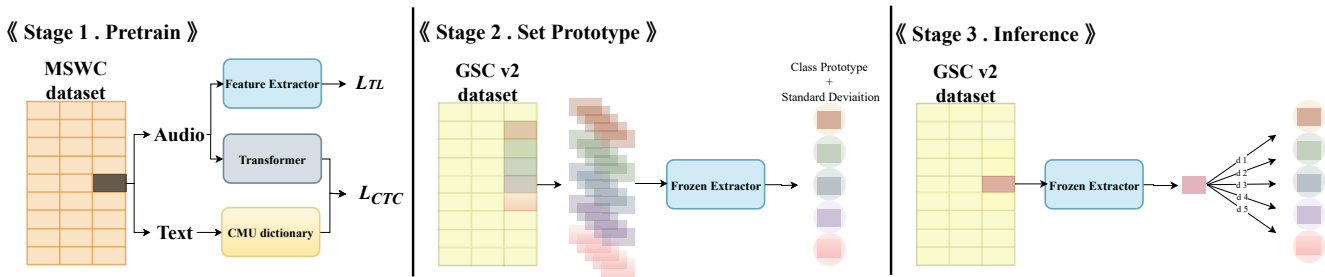 《 Stage 1 . Pretrain 》
MSWC
dataset
Audio
Text
Feature Extractor
Transformer
CMU dictionary
LTL
LCTC
《 Stage 2 . Set Prototype 》
GSC v2
dataset
Frozen Extractor
Class Prototype
+
Standard Deviaition
《 Stage 3 . Inference 》
GSC v2
dataset
Frozen Extractor
d 1
d 2
d 3
d 4
d 5